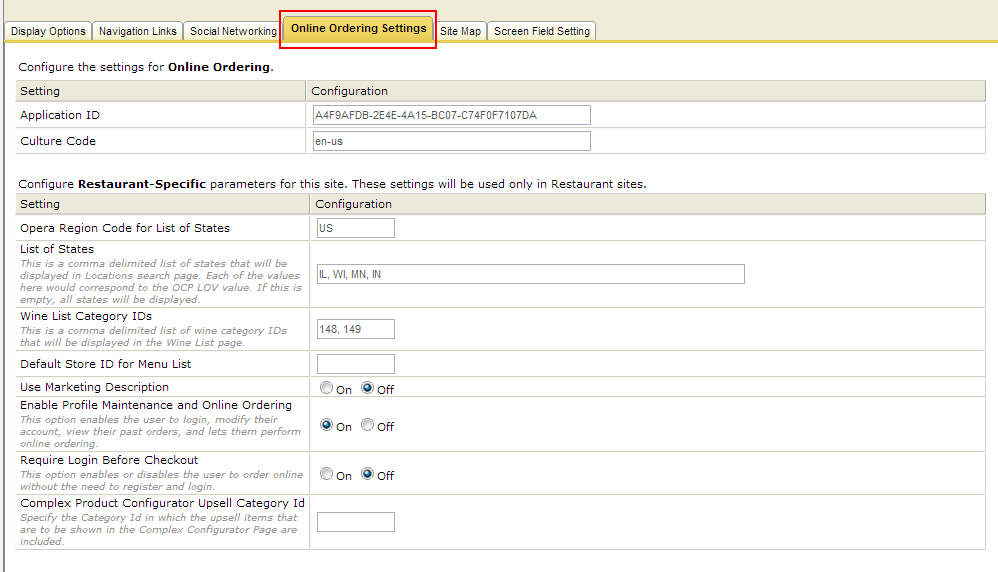 Display Options Navigation Links Social Networking Online Ordering Settings Site Map Screen Field Setting
Configure the settings for Online Ordering.
Setting Configuration
Application ID A4F9AFDB-2E4E-4A15-BC07-C74F0F7107DA
Culture Code en-us
Configure Restaurant-Specific parameters for this site. These settings will be used only in Restaurant sites.
Setting Configuration
Opera Region Code for List of States US
List of States
This is a comma delimited list of states that will be
displayed in Locations search page. Each of the values
here would correspond to the OCP LOV value. If this is
empty, all states will be displayed.
IL, WI, MN, IN
Wine List Category IDs
This is a comma delimited list of wine category IDs
that will be displayed in the Wine List page.
148, 149
Default Store ID for Menu List
Use Marketing Description On Off
Enable Profile Maintenance and Online Ordering
This option enables the user to login, modify their
account, view their past orders, and lets them perform
online ordering.
On Off
Require Login Before Checkout
This option enables or disables the user to order online
without the need to register and login.
On Off
Complex Product Configurator Upsell Category Id
Specify the Category Id in which the upsell items that
are to be shown in the Complex Configurator Page are
included.